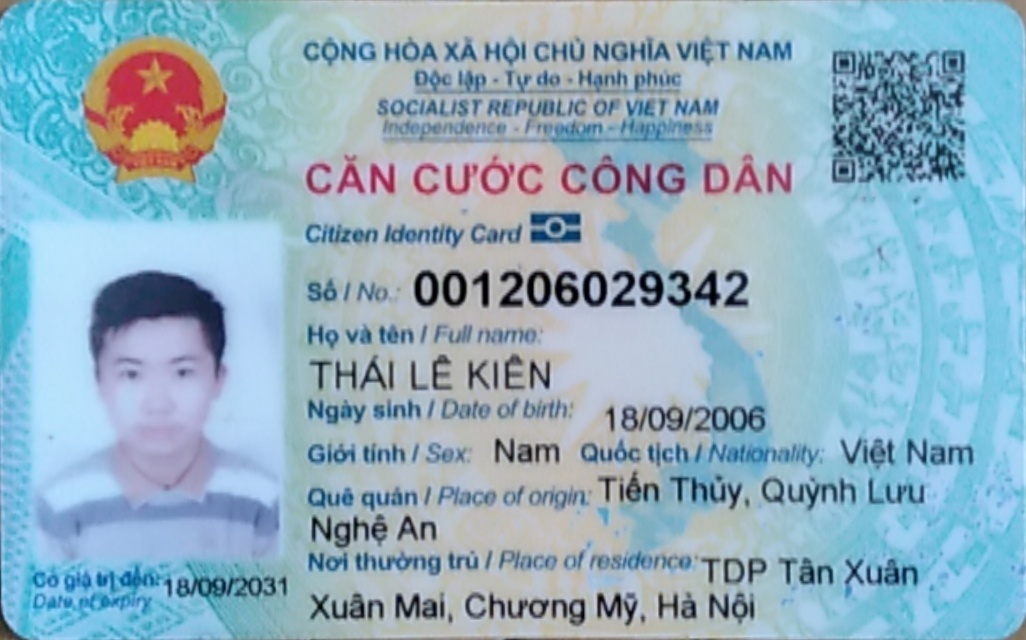 CỘNG HÒA XÃ HỘI CHỦ NGHĨA VIỆT NAM
Độc lập - Tự do - Hạnh phúc
SOCIALIST REPUBLIC OF VIET NAM
Independence - Freedom - Happiness
CĂN CƯỚC CÔNG DÂN
Citizen Identity Card
Số / No.: 001206029342
Họ và tên / Full name:
THÁI LÊ KIÊN
Ngày sinh / Date of birth: 18/09/2006
Giới tính / Sex: Nam Quốc tịch / Nationality: Việt Nam
Quê quán / Place of origin: Tiến Thủy, Quỳnh Lưu
Nghệ An
Nơi thường trú / Place of residence: TDP Tân Xuân
Xuân Mai, Chương Mỹ, Hà Nội
Có giá trị đến: 18/09/2031
Date of expiry